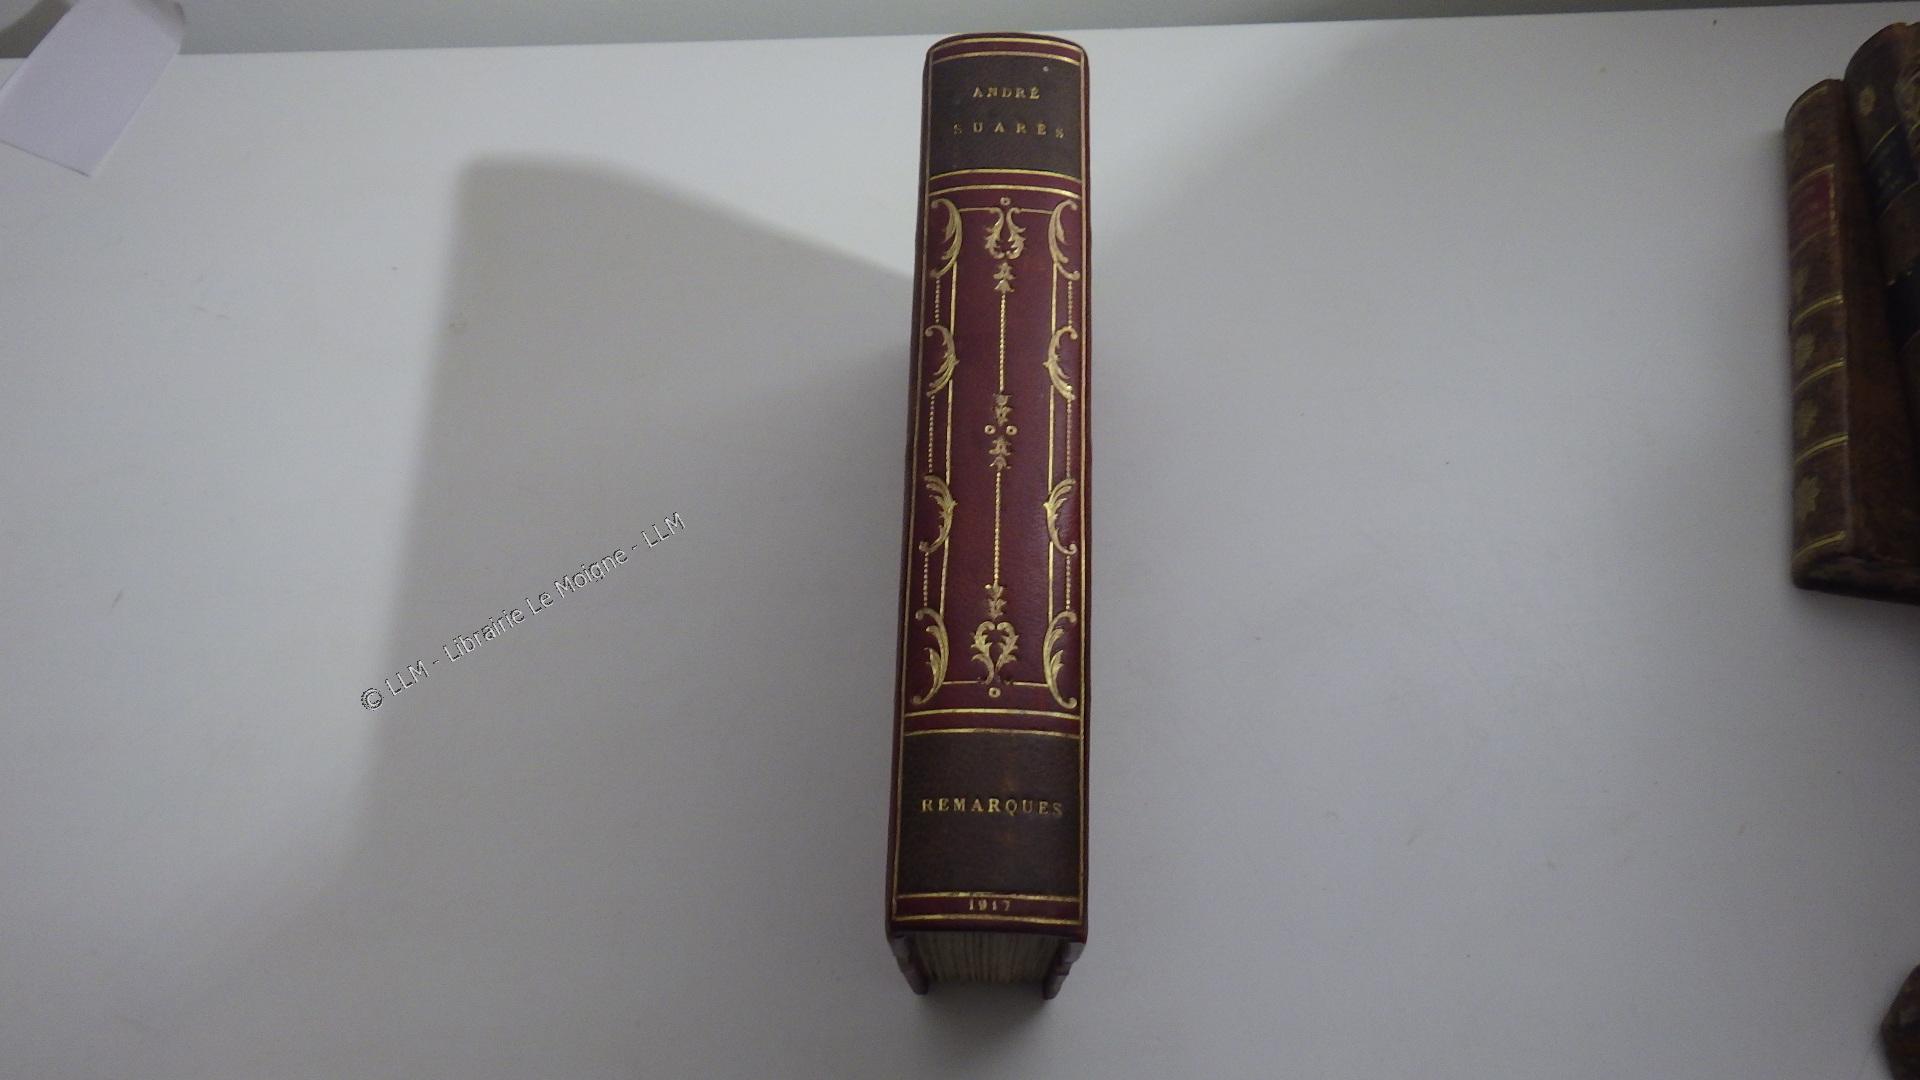 ANDRÉ
SUARÈS
REMARQUES
1917
© LLM - Librairie Le Moigne - LLM